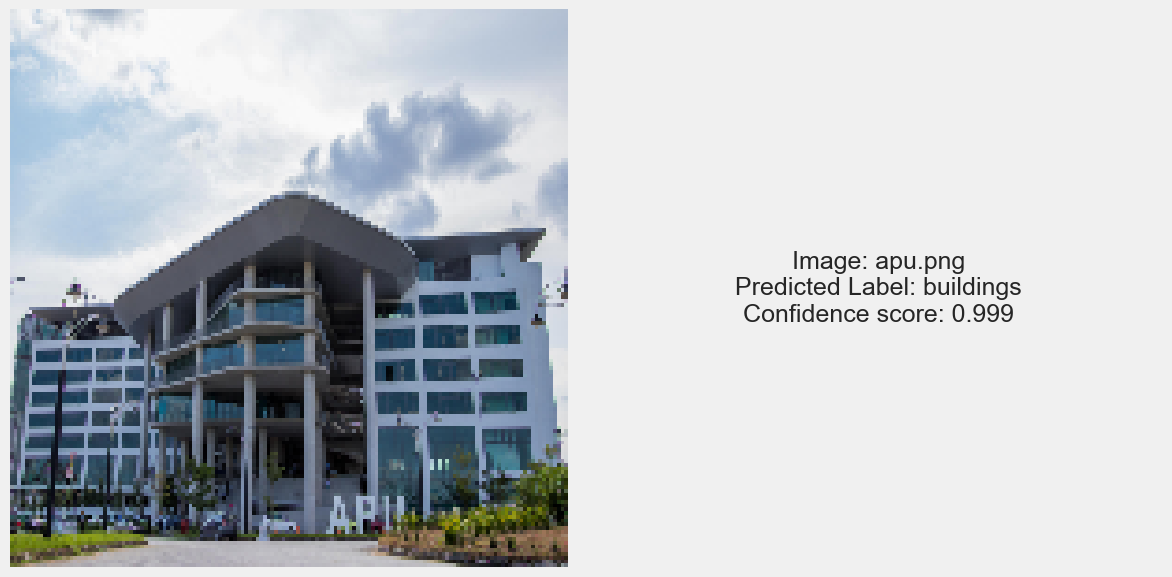 APU
Image: apu.png
Predicted Label: buildings
Confidence score: 0.999